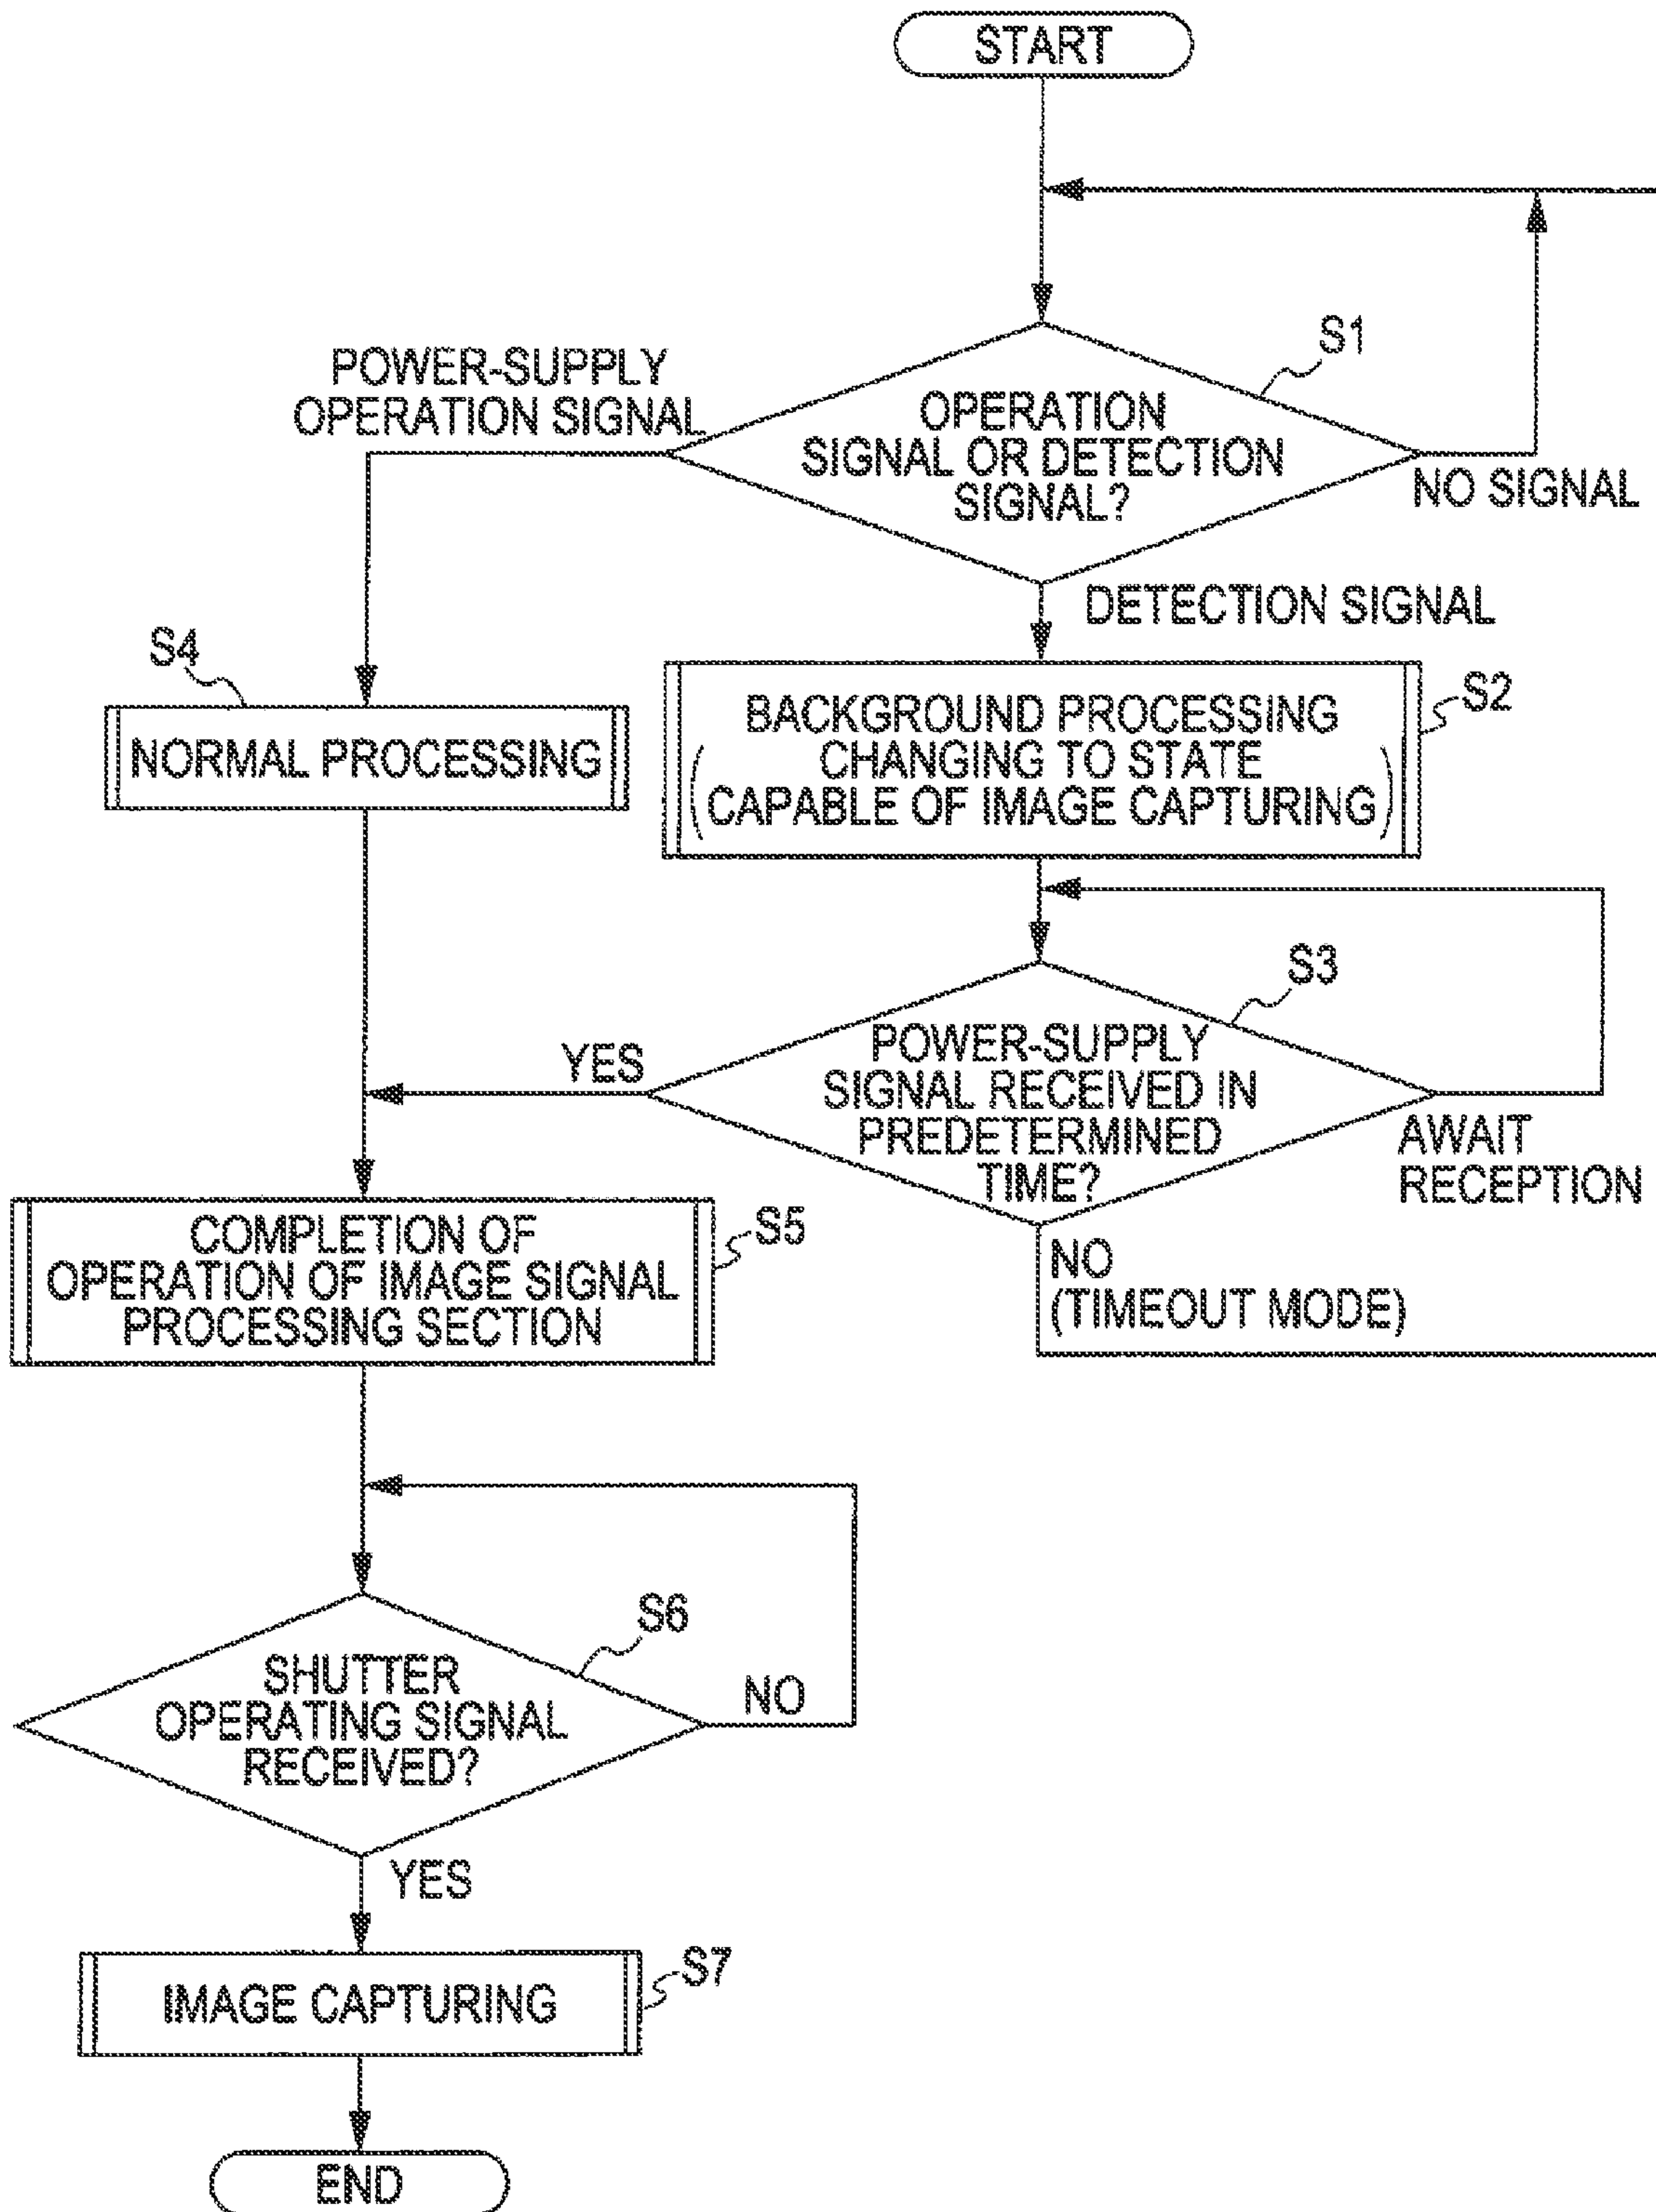 START
S1
POWER-SUPPLY
OPERATION SIGNAL
OPERATION
SIGNAL OR DETECTION
SIGNAL?
NO SIGNAL
DETECTION SIGNAL
S4
NORMAL PROCESSING
S2
BACKGROUND PROCESSING
(CHANGING TO STATE
CAPABLE OF IMAGE CAPTURING)
S3
YES
POWER-SUPPLY
SIGNAL RECEIVED IN
PREDETERMINED
TIME?
AWAIT
RECEPTION
NO
(TIMEOUT MODE)
S5
COMPLETION OF
OPERATION OF IMAGE SIGNAL
PROCESSING SECTION
S6
SHUTTER
OPERATING SIGNAL
RECEIVED?
NO
YES
S7
IMAGE CAPTURING
END